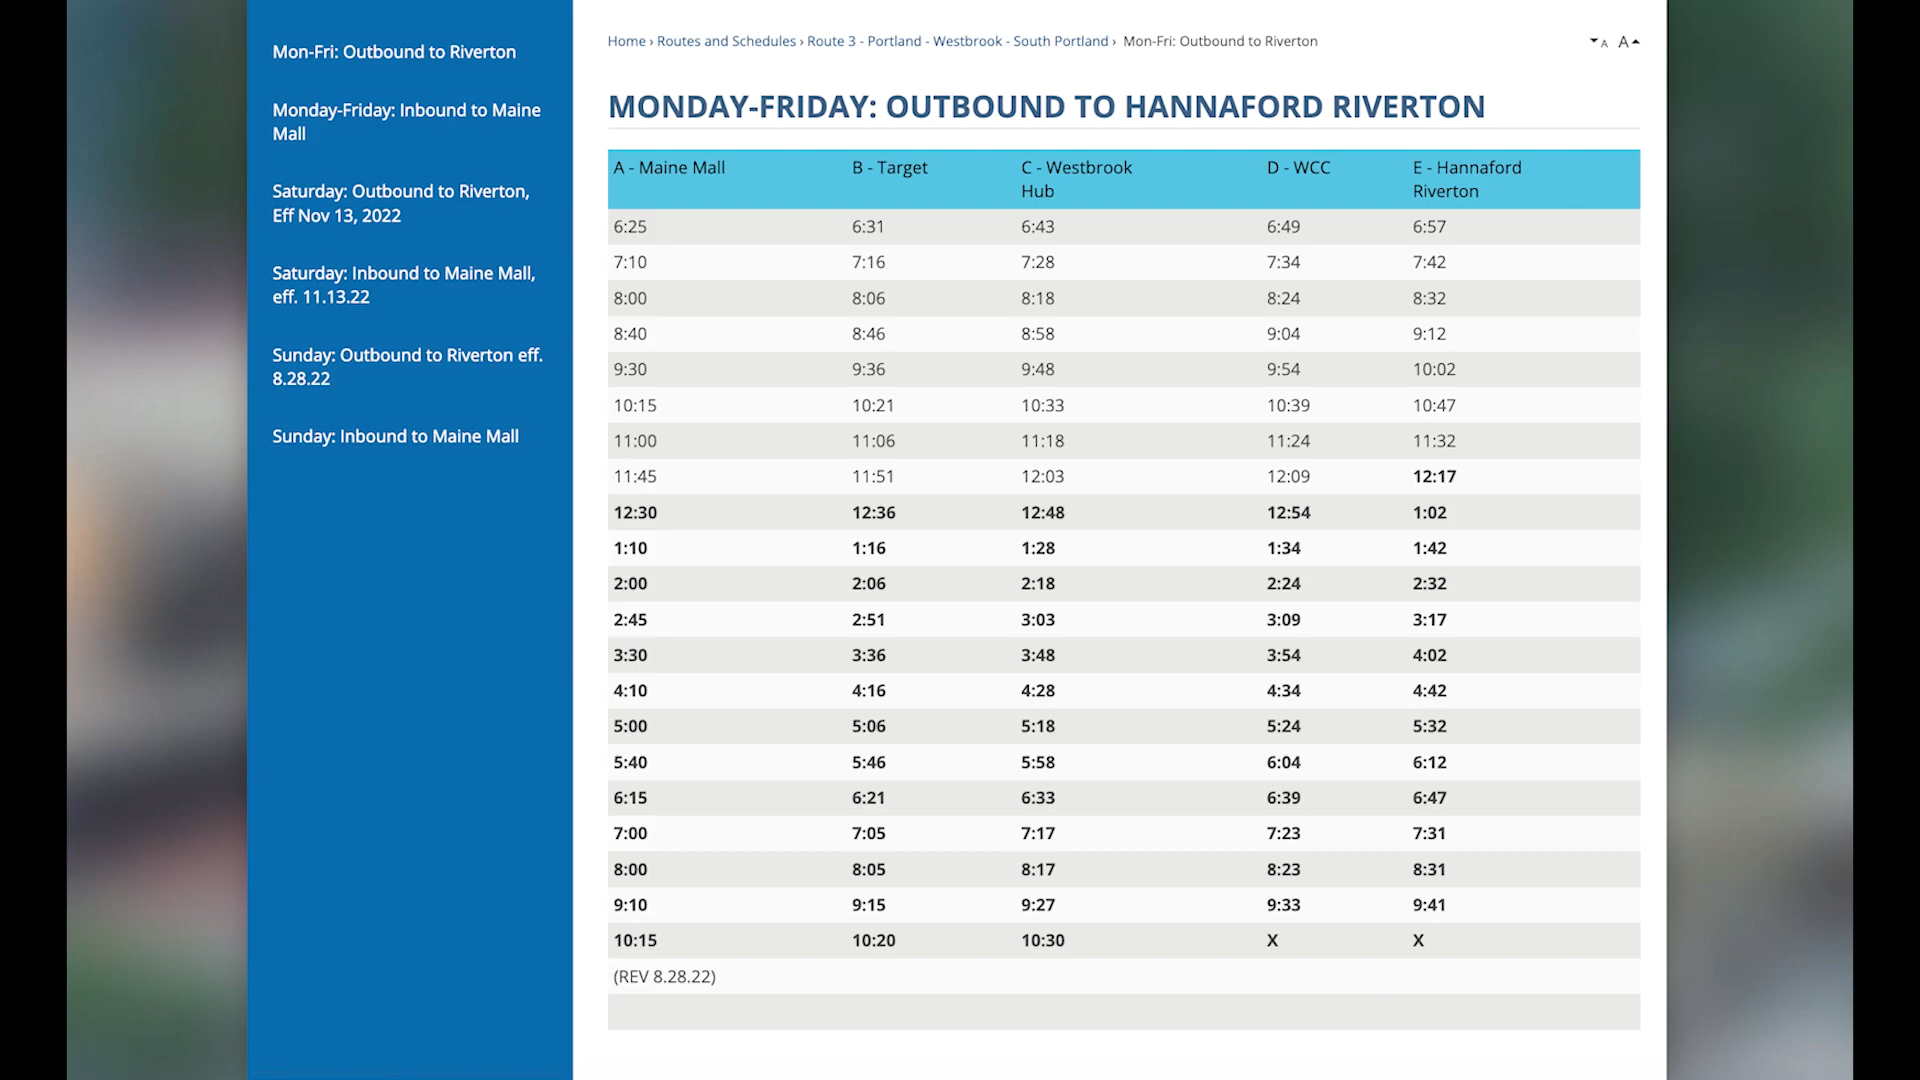 Mon-Fri: Outbound to Riverton
Monday-Friday: Inbound to Maine
Mall
Saturday: Outbound to Riverton,
Eff Nov 13, 2022
Saturday: Inbound to Maine Mall,
eff. 11.13.22
Sunday: Outbound to Riverton eff.
8.28.22
Sunday: Inbound to Maine Mall
Home › Routes and Schedules › Route 3 - Portland - Westbrook - South Portland › Mon-Fri: Outbound to Riverton
A A
MONDAY-FRIDAY: OUTBOUND TO HANNAFORD RIVERTON
A - Maine Mall B - Target C - Westbrook Hub D - WCC E - Hannaford Riverton
6:25 6:31 6:43 6:49 6:57
7:10 7:16 7:28 7:34 7:42
8:00 8:06 8:18 8:24 8:32
8:40 8:46 8:58 9:04 9:12
9:30 9:36 9:48 9:54 10:02
10:15 10:21 10:33 10:39 10:47
11:00 11:06 11:18 11:24 11:32
11:45 11:51 12:03 12:09 12:17
12:30 12:36 12:48 12:54 1:02
1:10 1:16 1:28 1:34 1:42
2:00 2:06 2:18 2:24 2:32
2:45 2:51 3:03 3:09 3:17
3:30 3:36 3:48 3:54 4:02
4:10 4:16 4:28 4:34 4:42
5:00 5:06 5:18 5:24 5:32
5:40 5:46 5:58 6:04 6:12
6:15 6:21 6:33 6:39 6:47
7:00 7:05 7:17 7:23 7:31
8:00 8:05 8:17 8:23 8:31
9:10 9:15 9:27 9:33 9:41
10:15 10:20 10:30 X X
(REV 8.28.22)